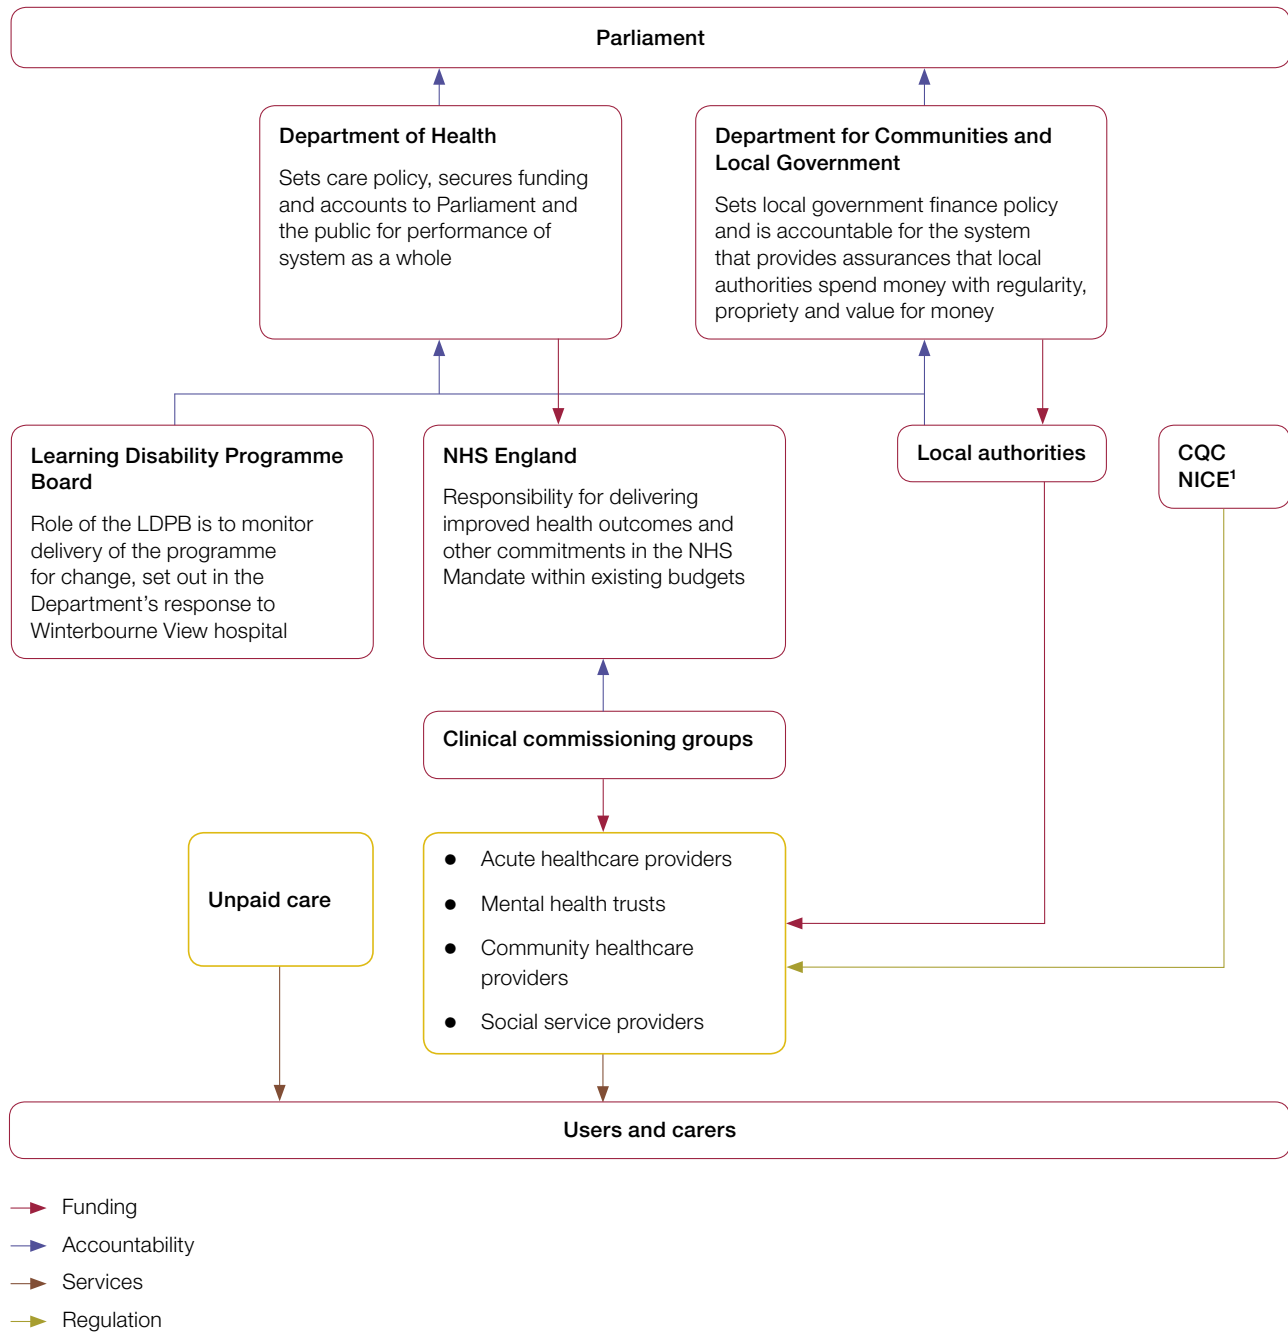 Parliament
Department of Health
Sets care policy, secures funding
and accounts to Parliament and
the public for performance of
system as a whole
Department for Communities and
Local Government
Sets local government finance policy
and is accountable for the system
that provides assurances that local
authorities spend money with regularity,
propriety and value for money
Learning Disability Programme
Board
Role of the LDPB is to monitor
delivery of the programme
for change, set out in the
Department’s response to
Winterbourne View hospital
NHS England
Responsibility for delivering
improved health outcomes and
other commitments in the NHS
Mandate within existing budgets
Local authorities
CQC
NICE¹
Clinical commissioning groups
Unpaid care
● Acute healthcare providers
● Mental health trusts
● Community healthcare
providers
● Social service providers
Users and carers
Funding
Accountability
Services
Regulation